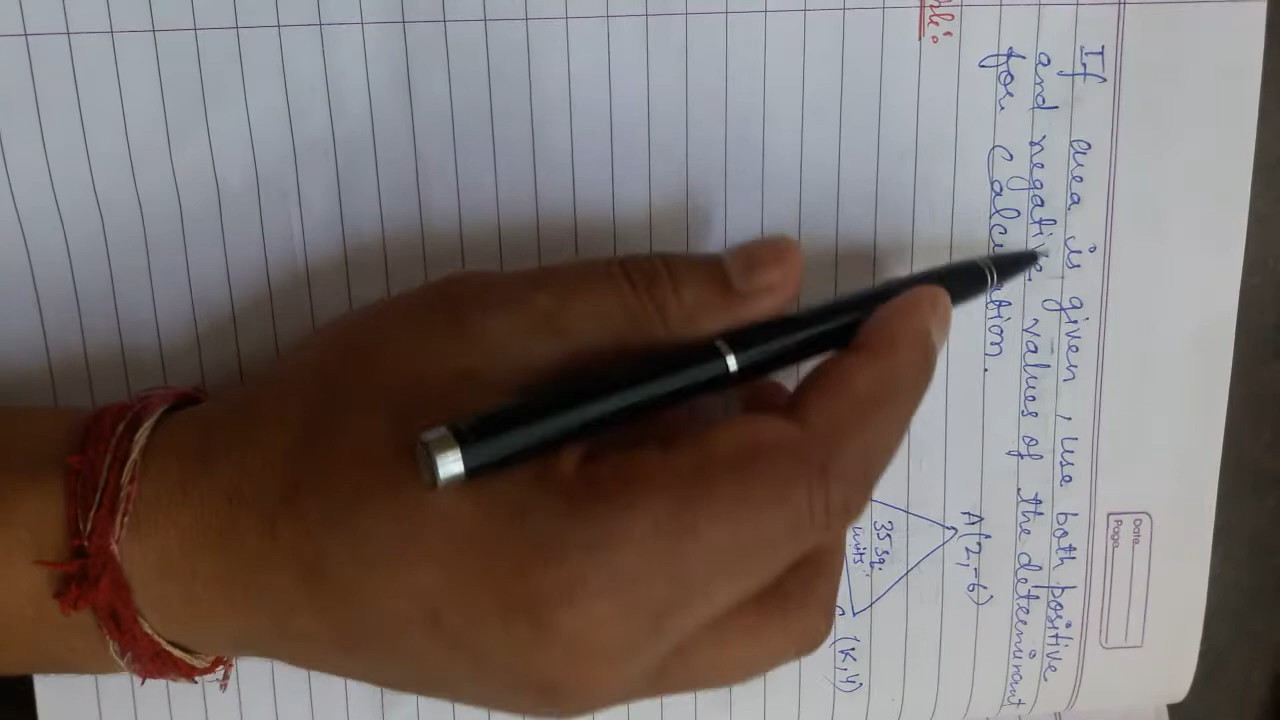 Date
Page
If area is given, use both positive
and negative values of the determinant
for calculation.
A(2,-6)
35 sq.
units
(K,4)